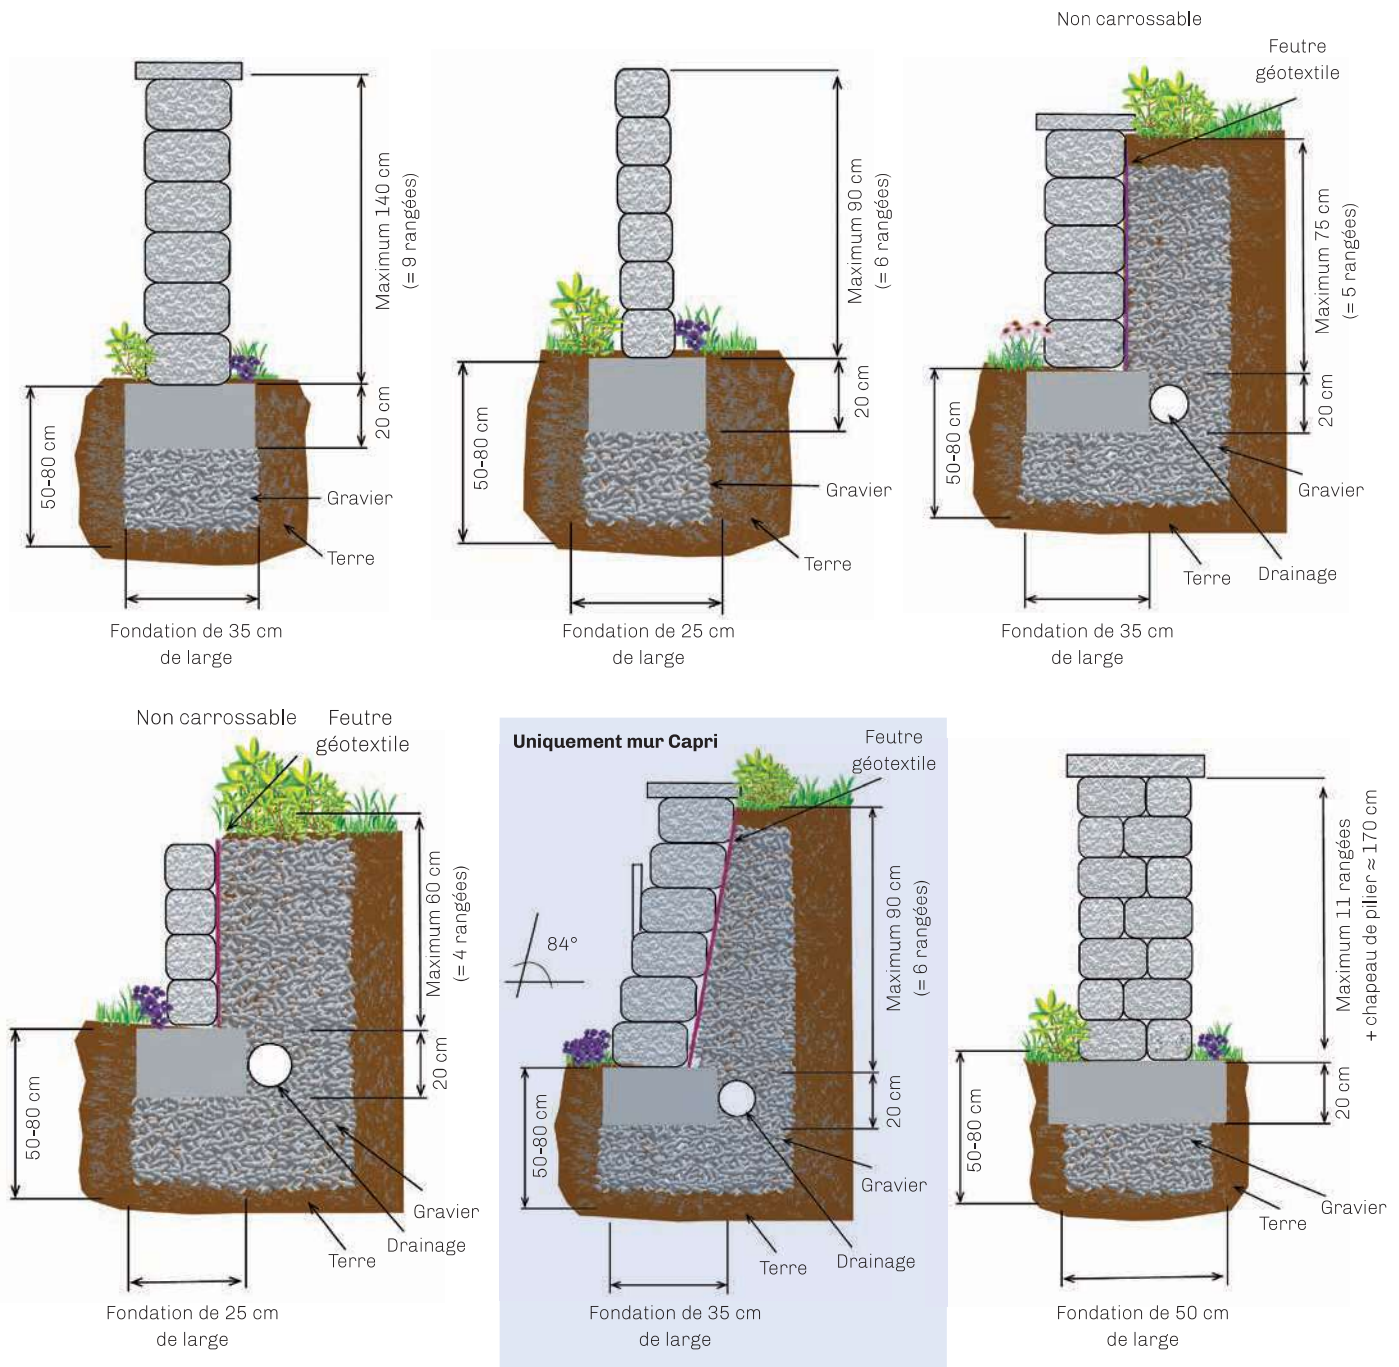 Maximum 140 cm
(= 9 rangées)
20 cm
50-80 cm
Gravier
Terre
Fondation de 35 cm
de large
Maximum 90 cm
(= 6 rangées)
20 cm
50-80 cm
Gravier
Terre
Fondation de 25 cm
de large
Non carrossable
Feutre
géotextile
Maximum 75 cm
(= 5 rangées)
20 cm
50-80 cm
Gravier
Drainage
Terre
Fondation de 35 cm
de large
Non carrossable
Feutre
géotextile
Maximum 60 cm
(= 4 rangées)
20 cm
50-80 cm
Gravier
Drainage
Terre
Fondation de 25 cm
de large
Uniquement mur Capri
Feutre
géotextile
84°
Maximum 90 cm
(= 6 rangées)
20 cm
50-80 cm
Gravier
Drainage
Terre
Fondation de 35 cm
de large
Maximum 11 rangées
+ chapeau de pilier ≈ 170 cm
20 cm
50-80 cm
Gravier
Terre
Fondation de 50 cm
de large